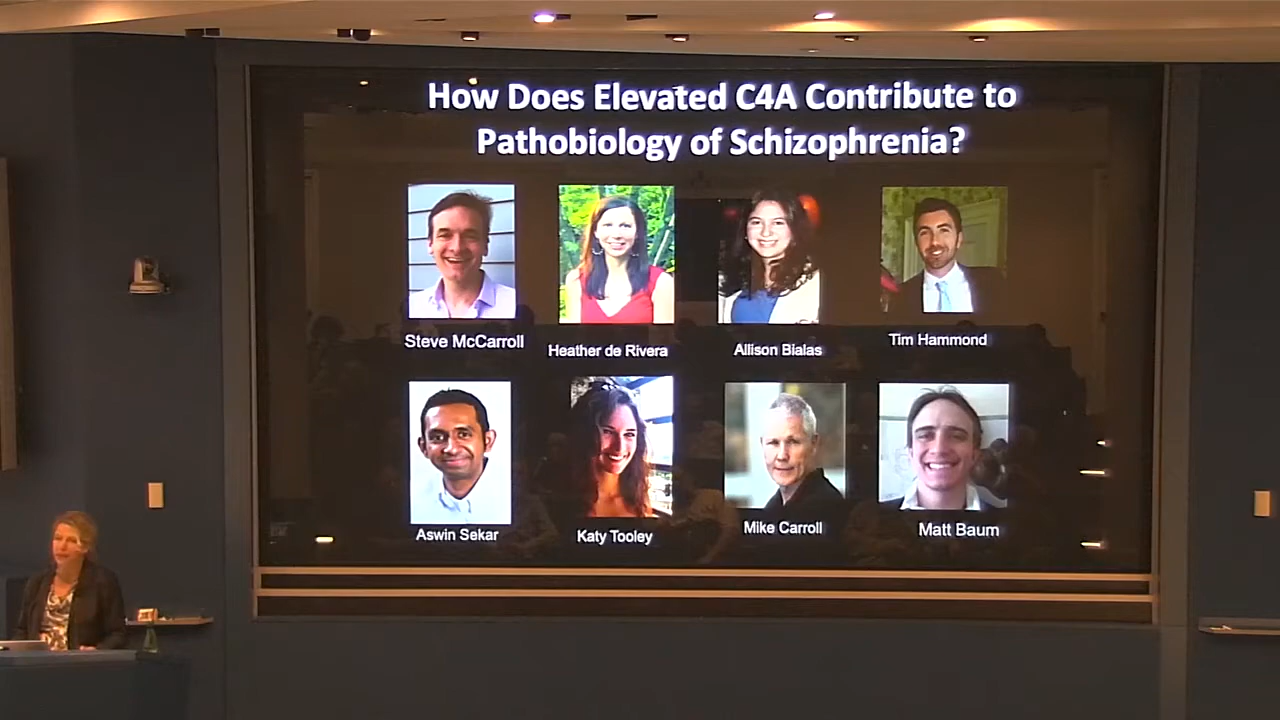 How Does Elevated C4A Contribute to
Pathobiology of Schizophrenia?
Steve McCarroll
Heather de Rivera
Allison Bialas
Tim Hammond
Aswin Sekar
Katy Tooley
Mike Carroll
Matt Baum